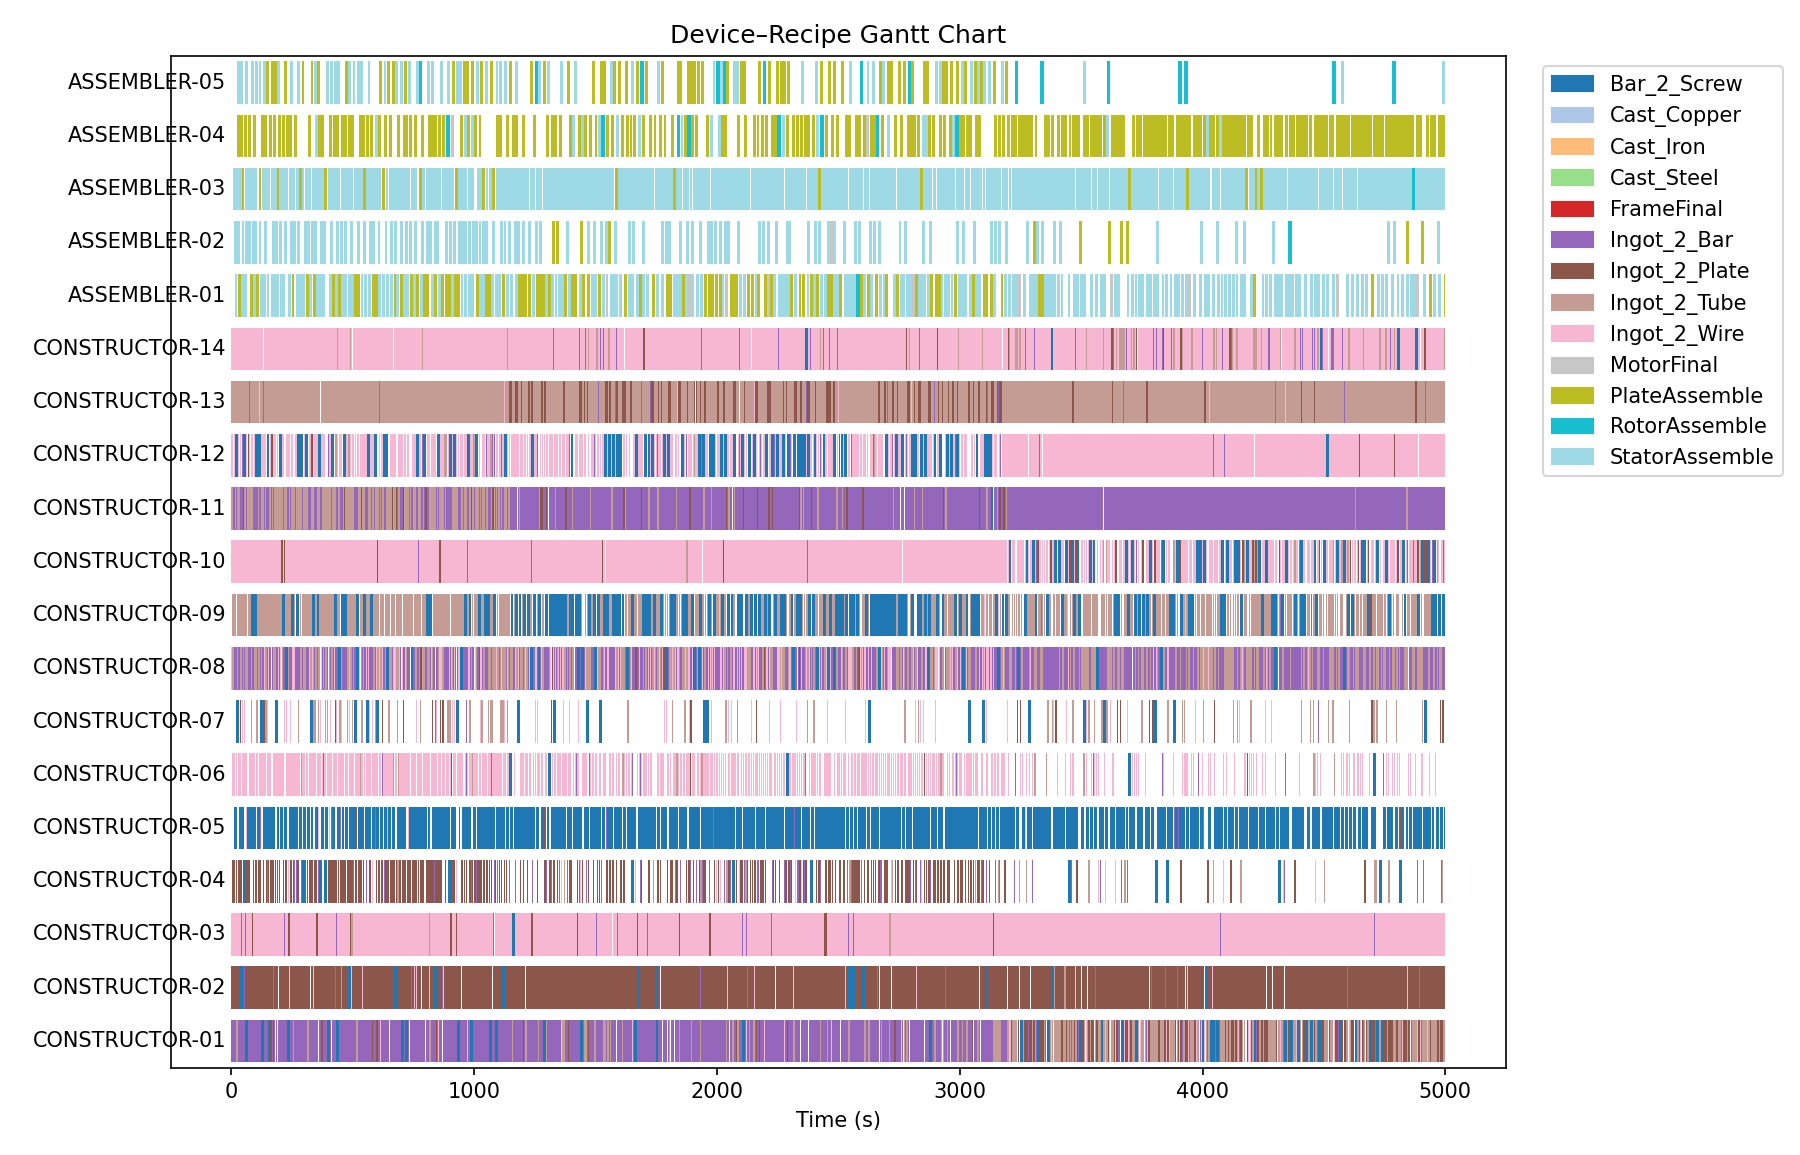 Device–Recipe Gantt Chart
ASSEMBLER-05
ASSEMBLER-04
ASSEMBLER-03
ASSEMBLER-02
ASSEMBLER-01
CONSTRUCTOR-14
CONSTRUCTOR-13
CONSTRUCTOR-12
CONSTRUCTOR-11
CONSTRUCTOR-10
CONSTRUCTOR-09
CONSTRUCTOR-08
CONSTRUCTOR-07
CONSTRUCTOR-06
CONSTRUCTOR-05
CONSTRUCTOR-04
CONSTRUCTOR-03
CONSTRUCTOR-02
CONSTRUCTOR-01
0 1000 2000 3000 4000 5000
Time (s)
Bar_2_Screw
Cast_Copper
Cast_Iron
Cast_Steel
FrameFinal
Ingot_2_Bar
Ingot_2_Plate
Ingot_2_Tube
Ingot_2_Wire
MotorFinal
PlateAssemble
RotorAssemble
StatorAssemble